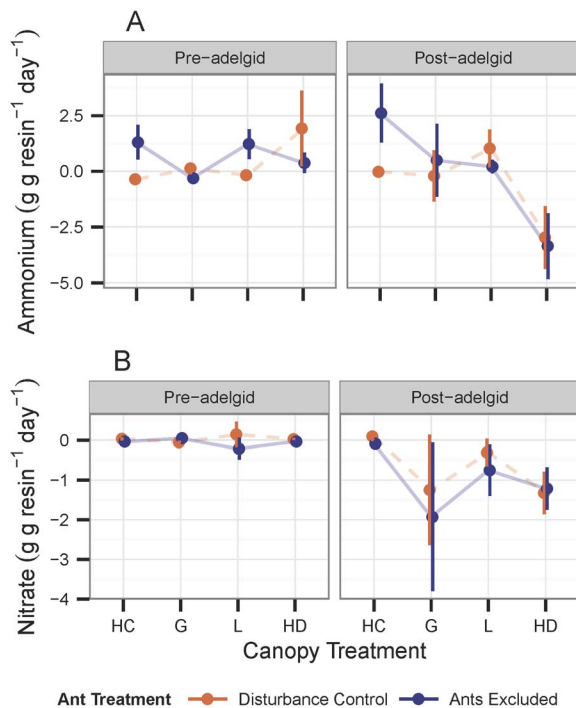 A
Pre−adelgid Post−adelgid
Ammonium (g g resin⁻¹ day⁻¹)
2.5
0.0
−2.5
−5.0
B
Pre−adelgid Post−adelgid
Nitrate (g g resin⁻¹ day⁻¹)
0
−1
−2
−3
−4
HC G L HD HC G L HD
Canopy Treatment
Ant Treatment Disturbance Control Ants Excluded